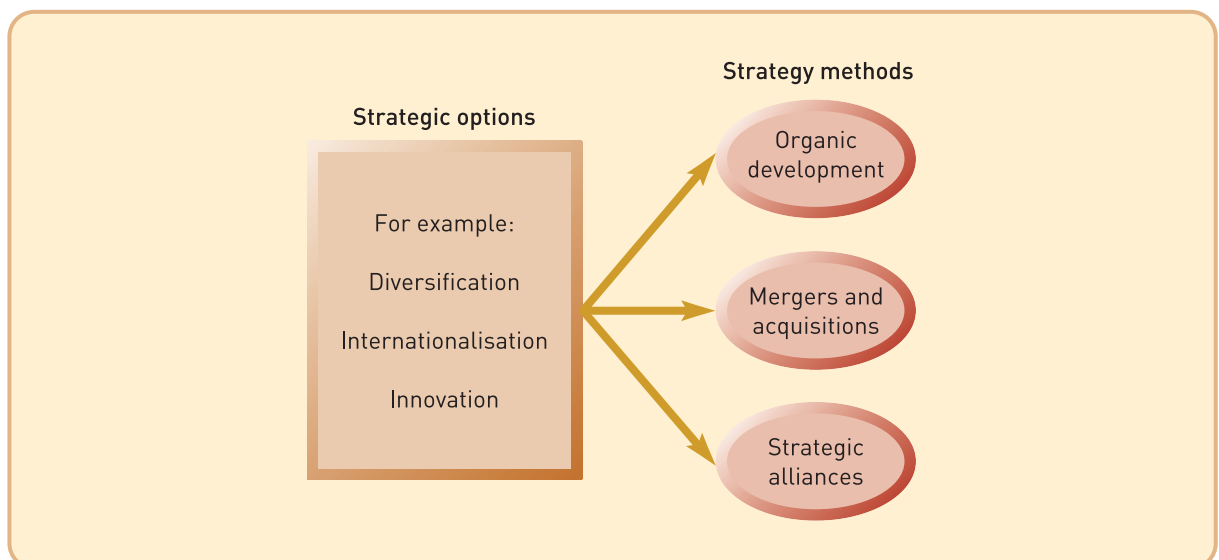 Strategic options
For example:
Diversification
Internationalisation
Innovation
Strategy methods
Organic
development
Mergers and
acquisitions
Strategic
alliances